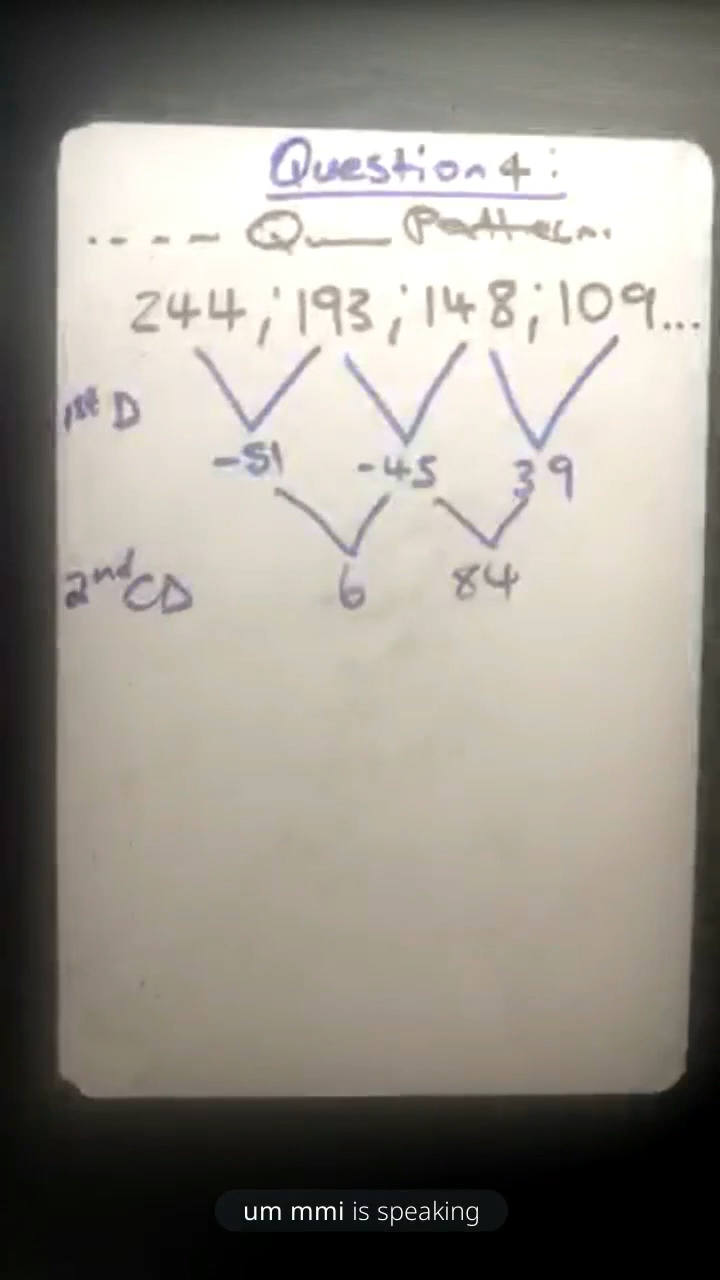 Question 4:
---- Q___ Pattern.
244; 193; 148; 109...
1st D
-51 -45 39
2nd CD
6 84
um mmi is speaking